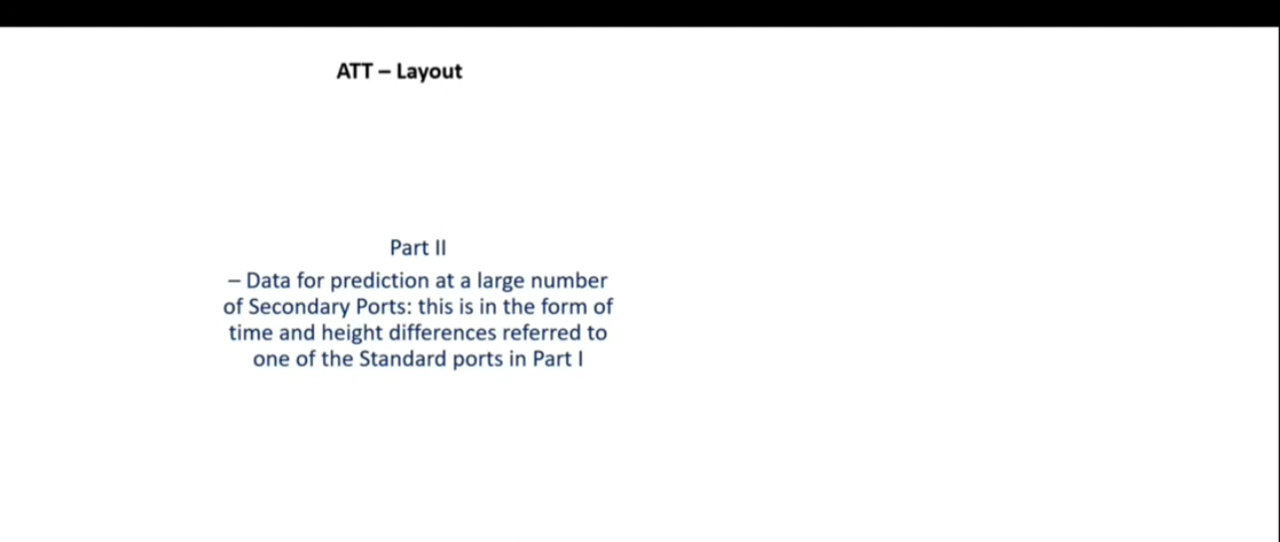 ATT – Layout
Part II
– Data for prediction at a large number
of Secondary Ports: this is in the form of
time and height differences referred to
one of the Standard ports in Part I